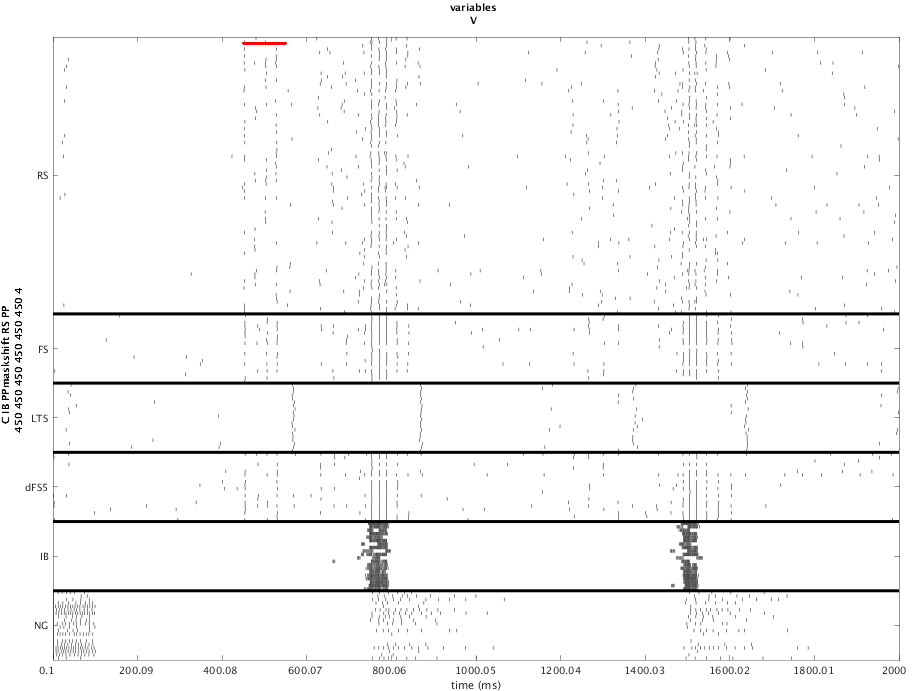 variables
V
C IB PPmaskshift RS PP
450 450 450 450 450 450 4
RS
FS
LTS
dFS5
IB
NG
0.1 200.09 400.08 600.07 800.06 1000.05 1200.04 1400.03 1600.02 1800.01 2000
time (ms)